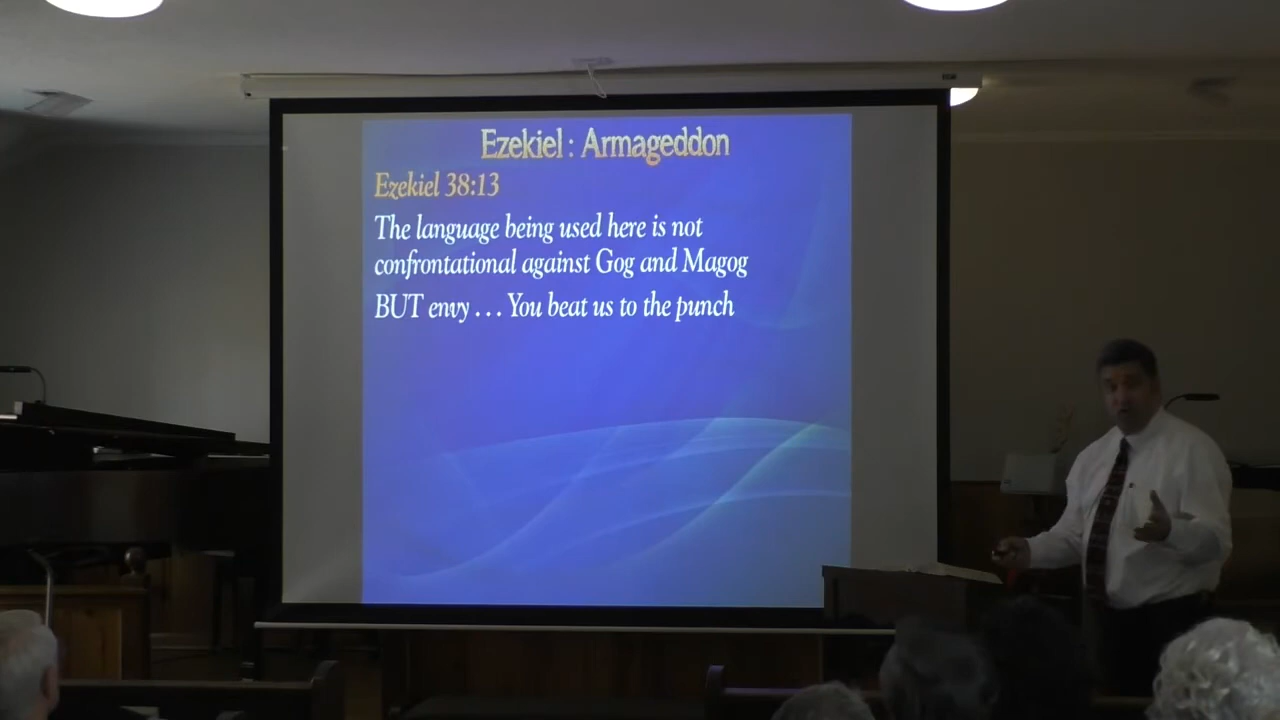 Ezekiel : Armageddon
Ezekiel 38:13
The language being used here is not
confrontational against Gog and Magog
BUT envy . . . You beat us to the punch